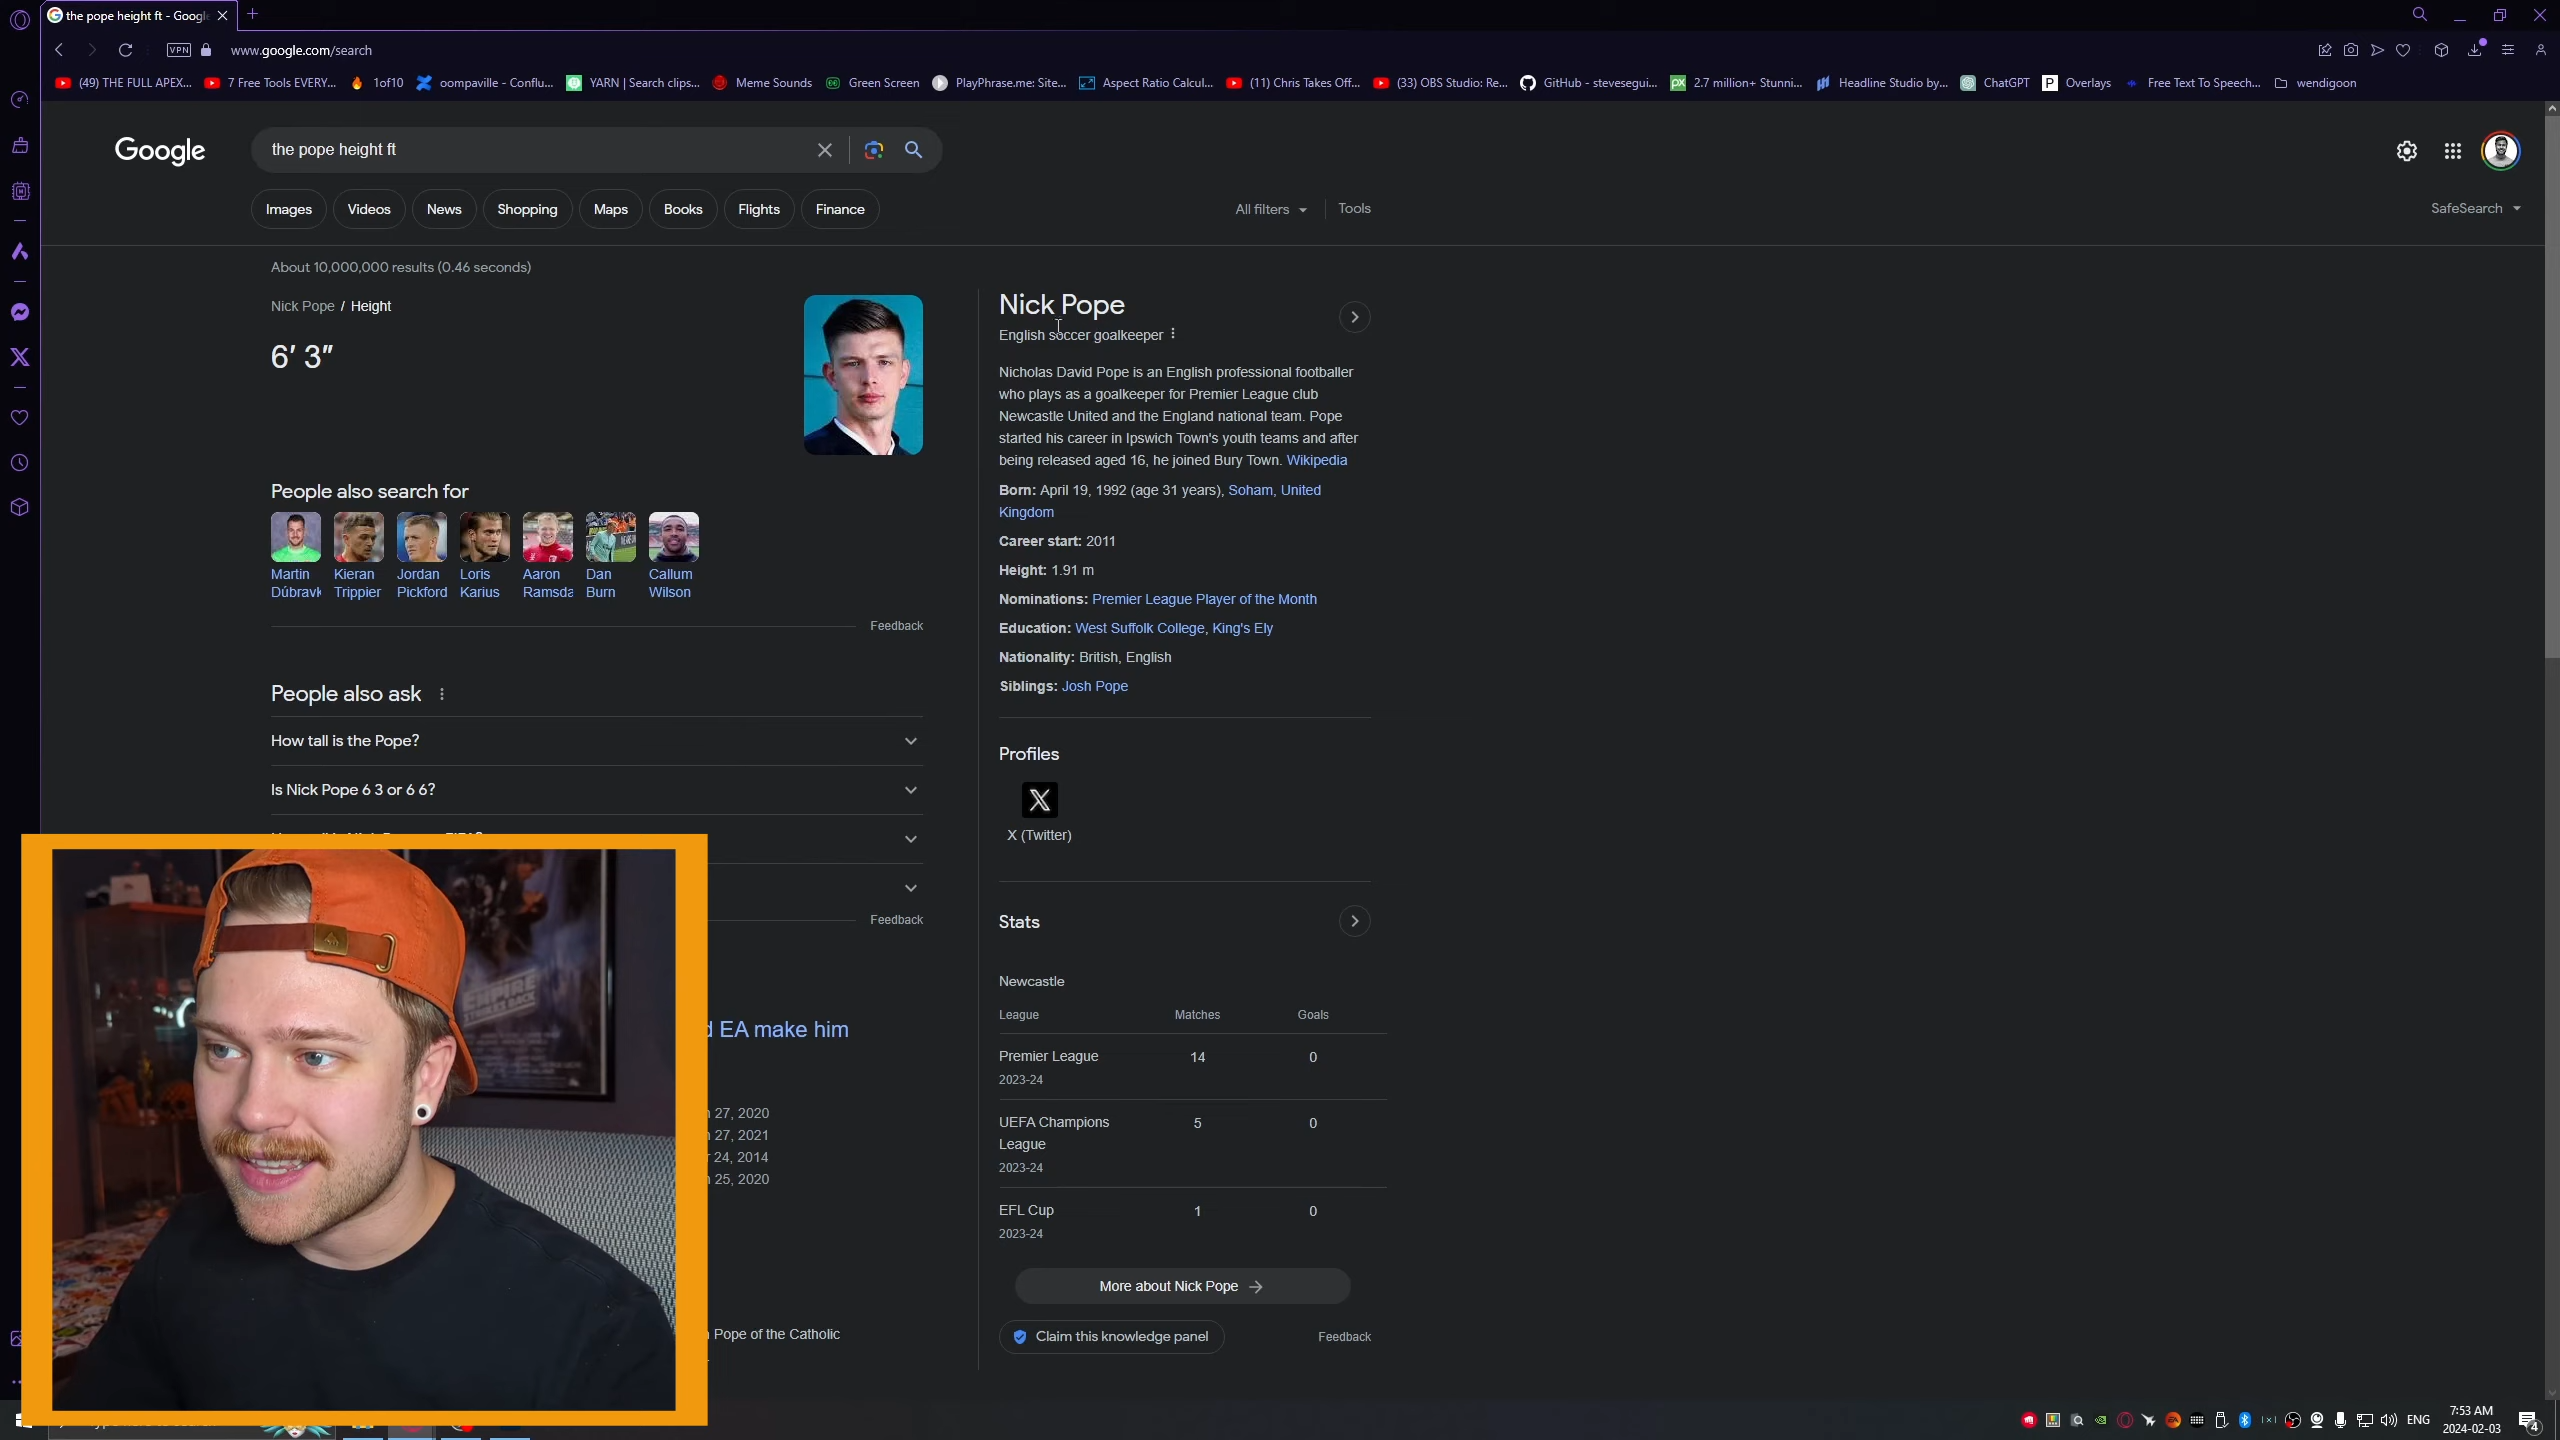 the pope height ft - Google
www.google.com/search
VPN
(49) THE FULL APEX...
7 Free Tools EVERY...
1of10
oompaville - Conflu...
YARN | Search clips...
Meme Sounds
Green Screen
PlayPhrase.me: Site...
Aspect Ratio Calcul...
(11) Chris Takes Off...
(33) OBS Studio: Re...
GitHub - stevesegui...
2.7 million+ Stunni...
Headline Studio by...
ChatGPT
Overlays
Free Text To Speech...
wendigoon
Google
the pope height ft
Images Videos News Shopping Maps Books Flights Finance
All filters
Tools
SafeSearch
About 10,000,000 results (0.46 seconds)
Nick Pope / Height
6′ 3″
People also search for
Martin Dúbravk
Kieran Trippier
Jordan Pickford
Loris Karius
Aaron Ramsda
Dan Burn
Callum Wilson
Feedback
People also ask
How tall is the Pope?
Is Nick Pope 6 3 or 6 6?
Feedback
EA make him
27, 2020
27, 2021
24, 2014
25, 2020
Pope of the Catholic
Nick Pope
English soccer goalkeeper
Nicholas David Pope is an English professional footballer
who plays as a goalkeeper for Premier League club
Newcastle United and the England national team. Pope
started his career in Ipswich Town's youth teams and after
being released aged 16, he joined Bury Town. Wikipedia
Born: April 19, 1992 (age 31 years), Soham, United
Kingdom
Career start: 2011
Height: 1.91 m
Nominations: Premier League Player of the Month
Education: West Suffolk College, King's Ely
Nationality: British, English
Siblings: Josh Pope
Profiles
X (Twitter)
Stats
Newcastle
League Matches Goals
Premier League 14 0
2023-24
UEFA Champions 5 0
League
2023-24
EFL Cup 1 0
2023-24
More about Nick Pope
Claim this knowledge panel
Feedback
EMPIRE
ENG
7:53 AM
2024-02-03
4